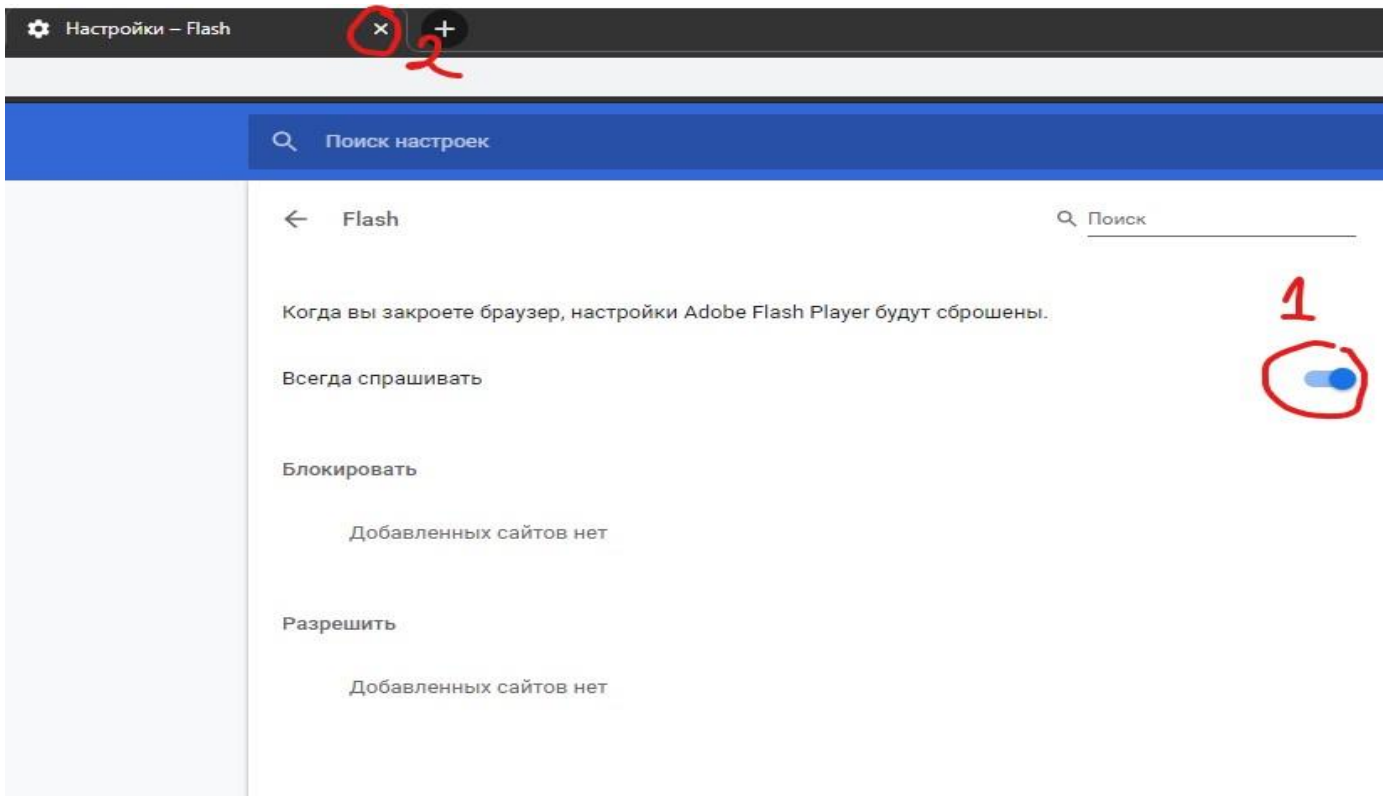 Настройки – Flash
2
Поиск настроек
Flash
Поиск
1
Когда вы закроете браузер, настройки Adobe Flash Player будут сброшены.
Всегда спрашивать
Блокировать
Добавленных сайтов нет
Разрешить
Добавленных сайтов нет